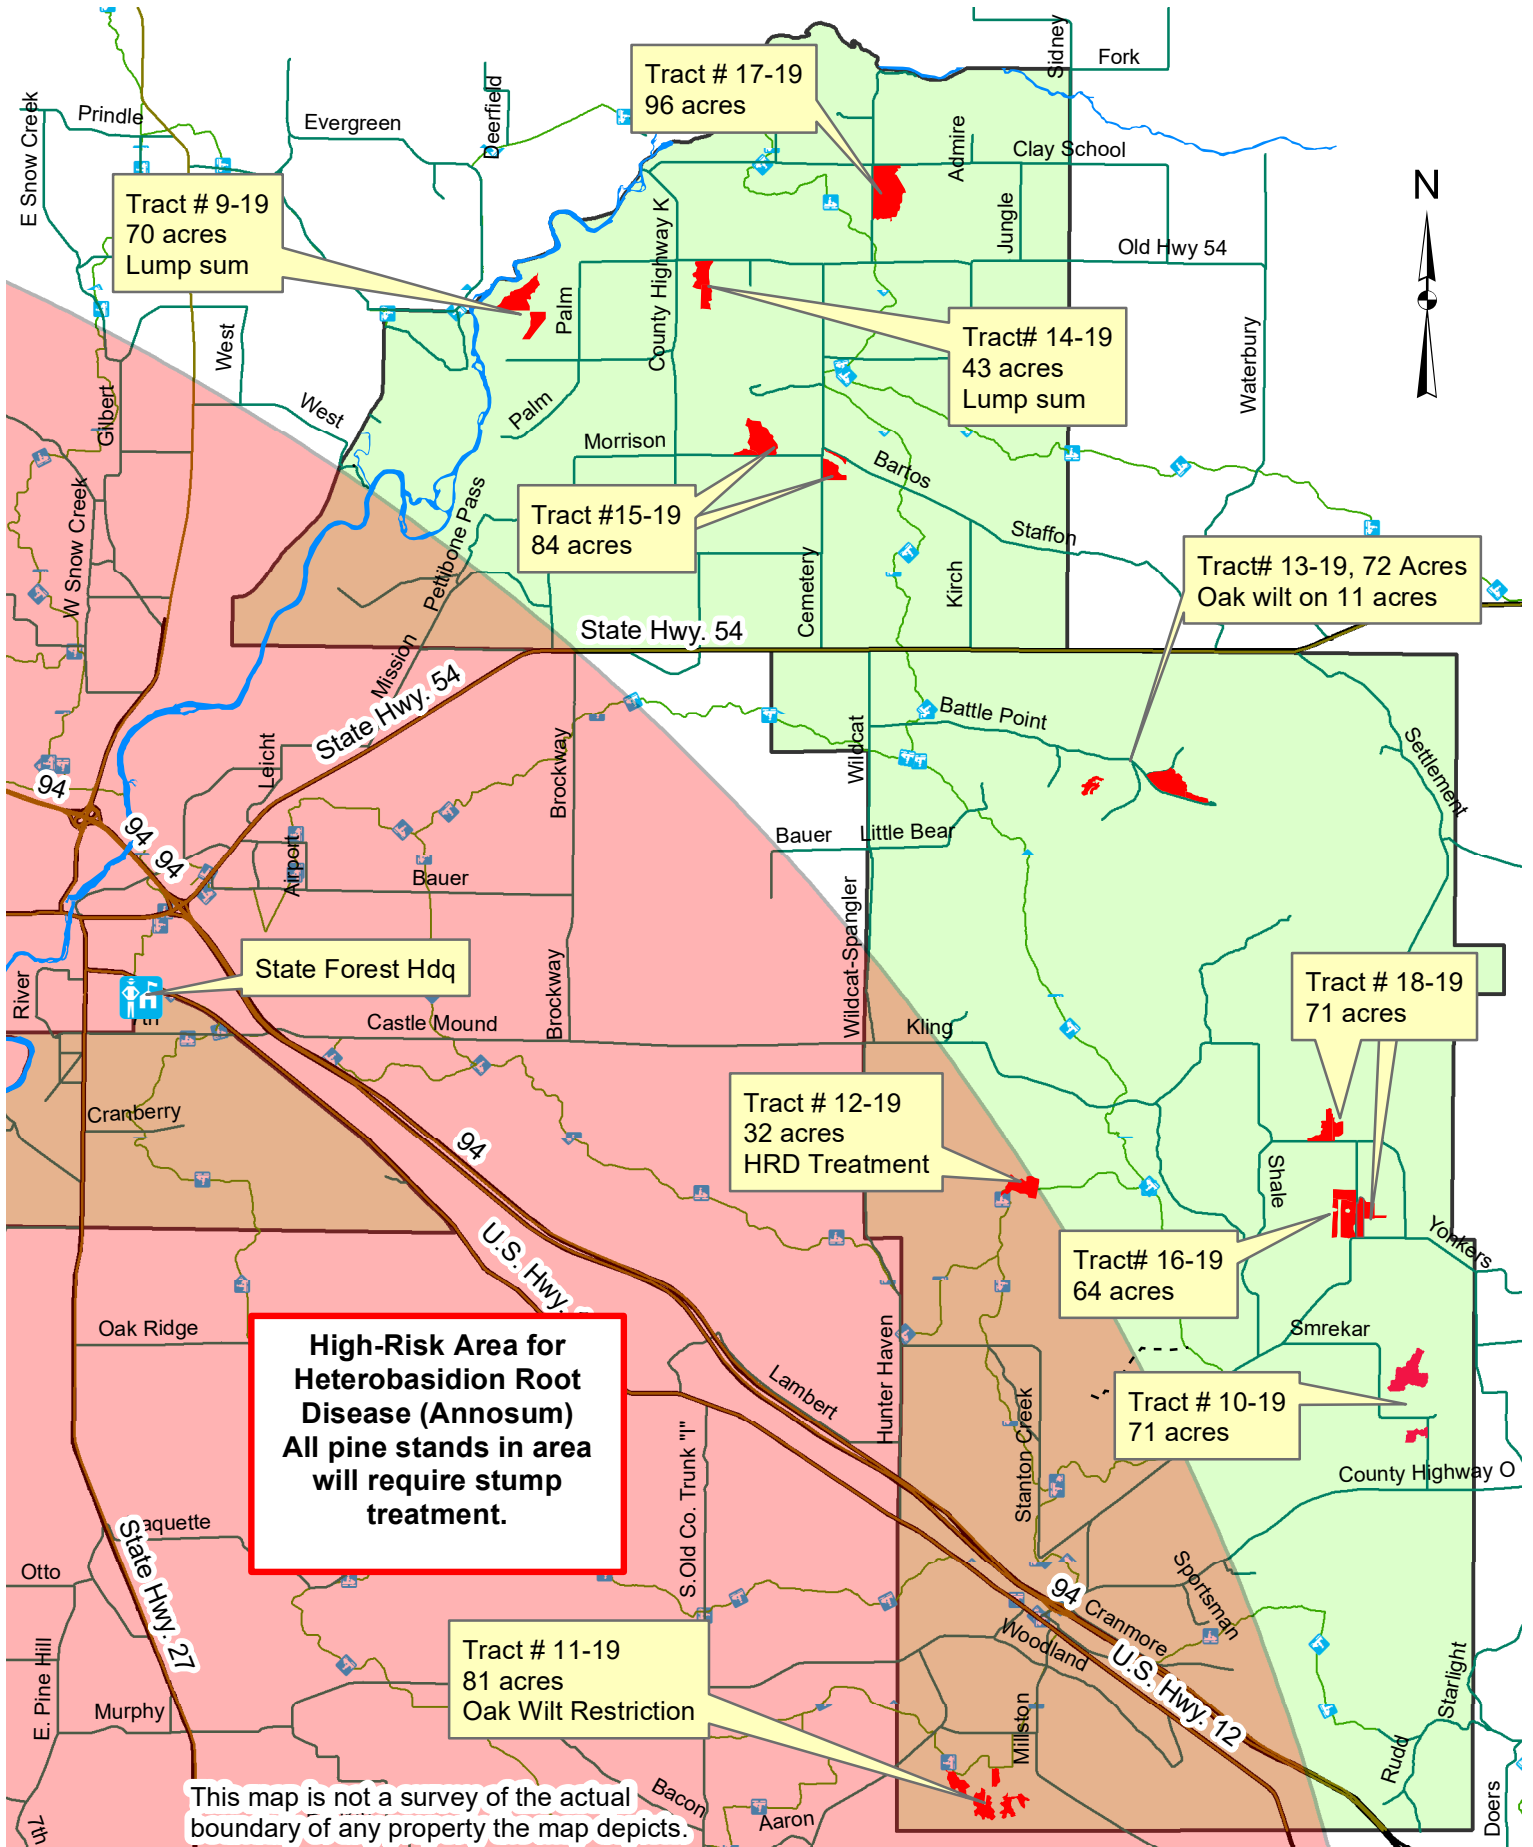 Sidney
Fork
Tract # 17-19
96 acres
E Snow Creek
Prindle
Evergreen
Deerfield
Admire
Clay School
Tract # 9-19
70 acres
Lump sum
N
Jungle
County Highway K
Old Hwy 54
Palm
West
Gilbert
West
Palm
Tract# 14-19
43 acres
Lump sum
Waterbury
Morrison
Bartos
W Snow Creek
Pettibone Pass
Tract #15-19
84 acres
Staffon
Cemetery
Kirch
Tract# 13-19, 72 Acres
Oak wilt on 11 acres
State Hwy. 54
Mission
State Hwy. 54
Leicht
Brockway
Wildcat
Battle Point
Settlement
94
94
94
Airport
Bauer
Bauer
Little Bear
Wildcat-Spangler
State Forest Hdq
River
th
Castle Mound
Brockway
Kling
Tract # 18-19
71 acres
Cranberry
94
Tract # 12-19
32 acres
HRD Treatment
Shale
Yonkers
U.S. Hwy.
Tract# 16-19
64 acres
Oak Ridge
High-Risk Area for
Heterobasidion Root
Disease (Annosum)
All pine stands in area
will require stump
treatment.
Smrekar
Lambert
Hunter Haven
Stanton Creek
Tract # 10-19
71 acres
S.Old Co. Trunk "I"
County Highway O
State Hwy. 27
aquette
Otto
94
Cranmore
Sportsman
Woodland
U.S. Hwy. 12
E. Pine Hill
Murphy
Tract # 11-19
81 acres
Oak Wilt Restriction
Millston
Starlight
Rudd
Doers
7th
Bacon
Aaron
This map is not a survey of the actual
boundary of any property the map depicts.